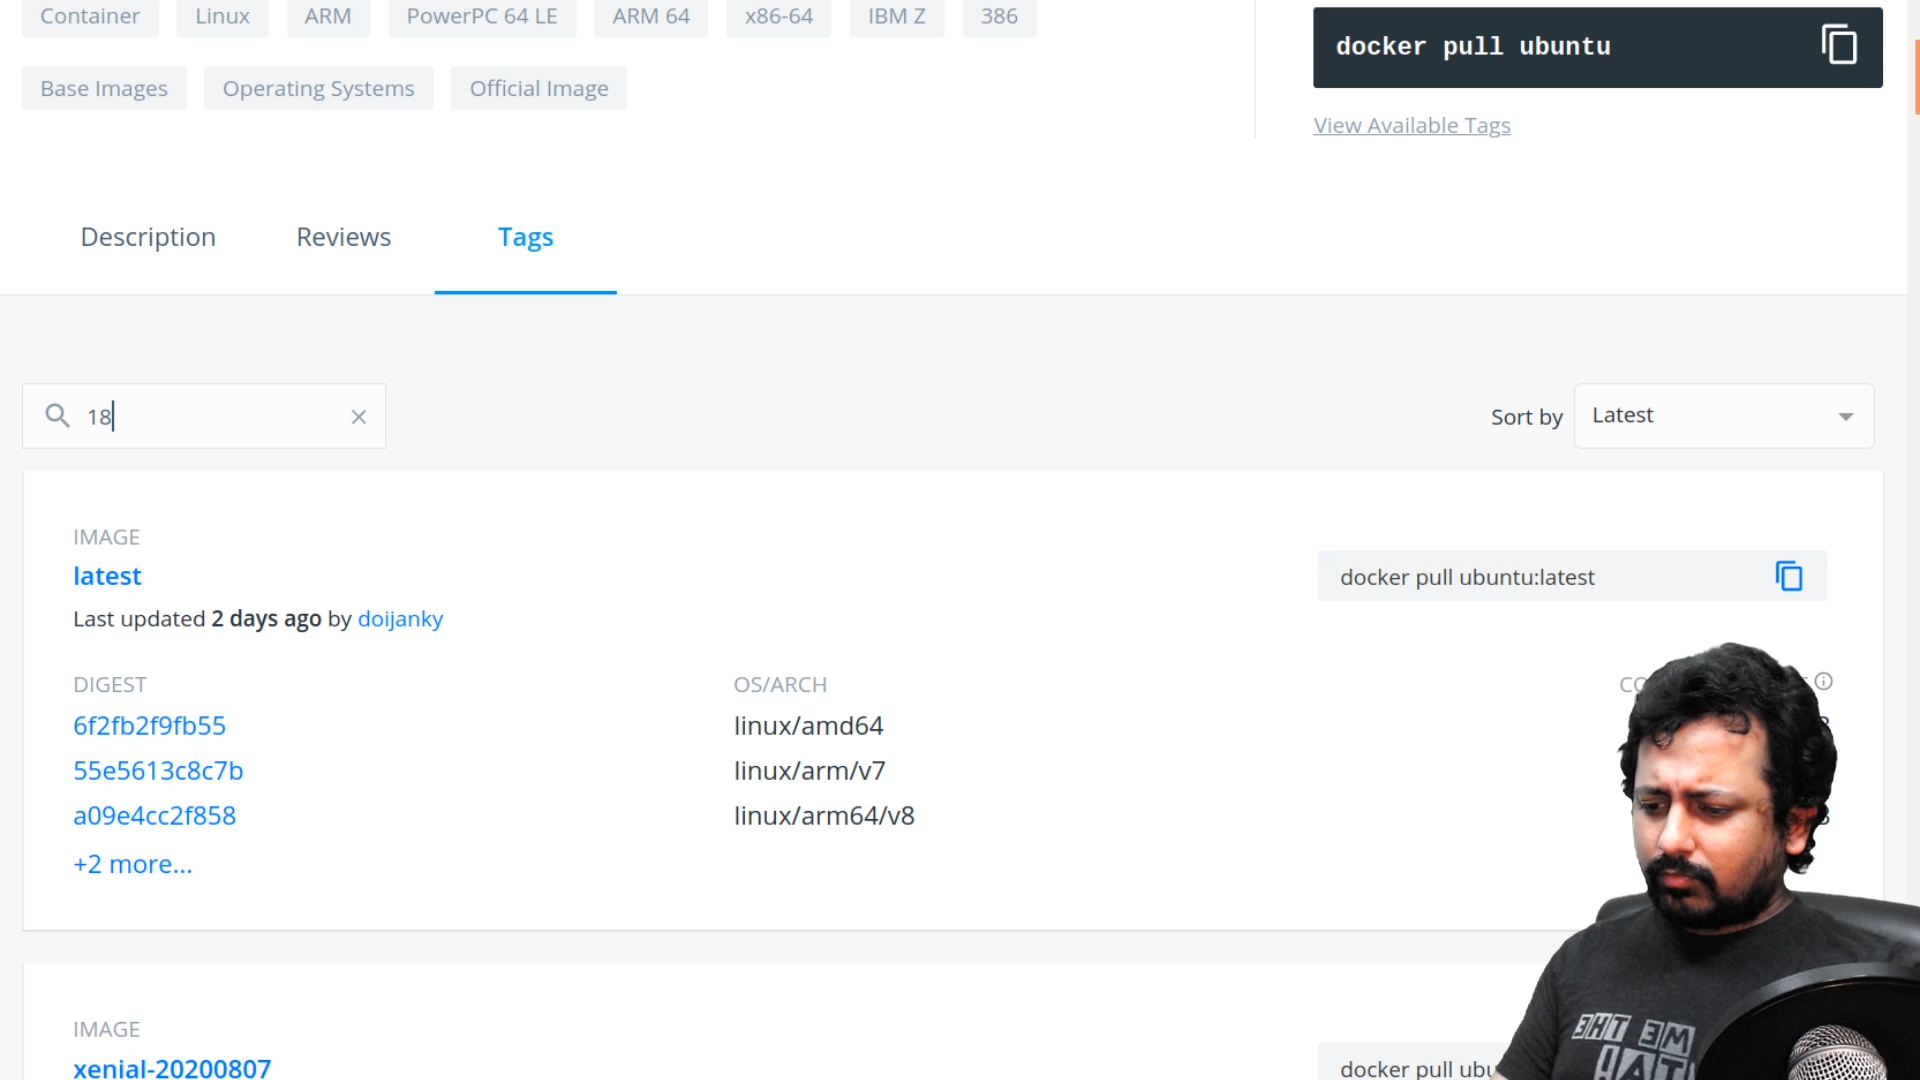 Container Linux ARM PowerPC 64 LE ARM 64 x86-64 IBM Z 386
Base Images Operating Systems Official Image
docker pull ubuntu
View Available Tags
Description Reviews Tags
18
Sort by Latest
IMAGE
latest
docker pull ubuntu:latest
Last updated 2 days ago by doijanky
DIGEST OS/ARCH
6f2fb2f9fb55 linux/amd64
55e5613c8c7b linux/arm/v7
a09e4cc2f858 linux/arm64/v8
+2 more...
IMAGE
xenial-20200807
docker pull